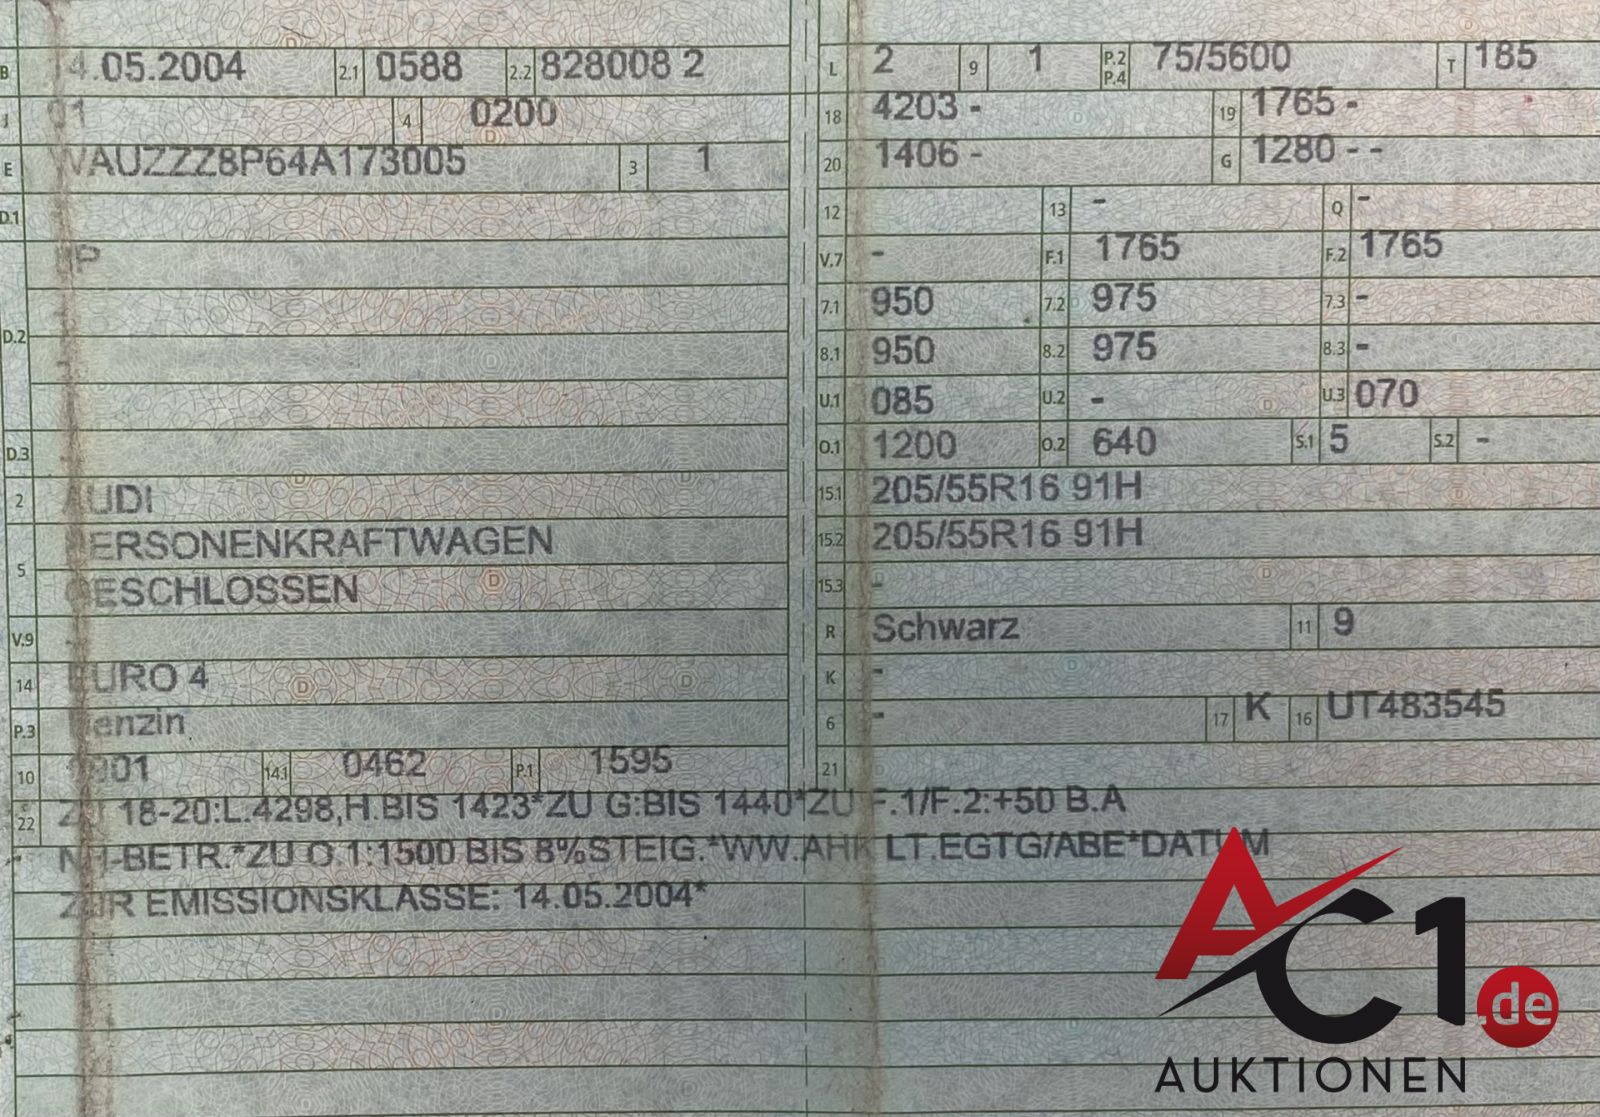 B 14.05.2004 2.1 0588 2.2 828008 2
J 01 4 0200
E WAUZZZ8P64A173005 3 1
D.1
D.2 8P
-
-
D.3
2 AUDI
5 PERSONENKRAFTWAGEN
GESCHLOSSEN
V.9 -
14 EURO 4
P.3 Benzin
10 0001 14.1 0462 P.1 1595
L 2 9 1 P.2 P.4 75/5600 T 185
18 4203 - 19 1765 -
20 1406 - G 1280 - -
12 13 - Q -
V.7 - F.1 1765 F.2 1765
7.1 950 7.2 975 7.3 -
8.1 950 8.2 975 8.3 -
U.1 085 U.2 - U.3 070
O.1 1200 O.2 640 S.1 5 S.2 -
15.1 205/55R16 91H
15.2 205/55R16 91H
15.3 -
R Schwarz 11 9
K -
6 - 17 K 16 UT483545
21
22 ZU 18-20:L.4298,H.BIS 1423*ZU G:BIS 1440*ZU F.1/F.2:+50 B.A
NH-BETR.*ZU O.1:1500 BIS 8%STEIG.*WW.AHK LT.EGTG/ABE*DATUM
ZUR EMISSIONSKLASSE: 14.05.2004*
AC1.de
AUKTIONEN